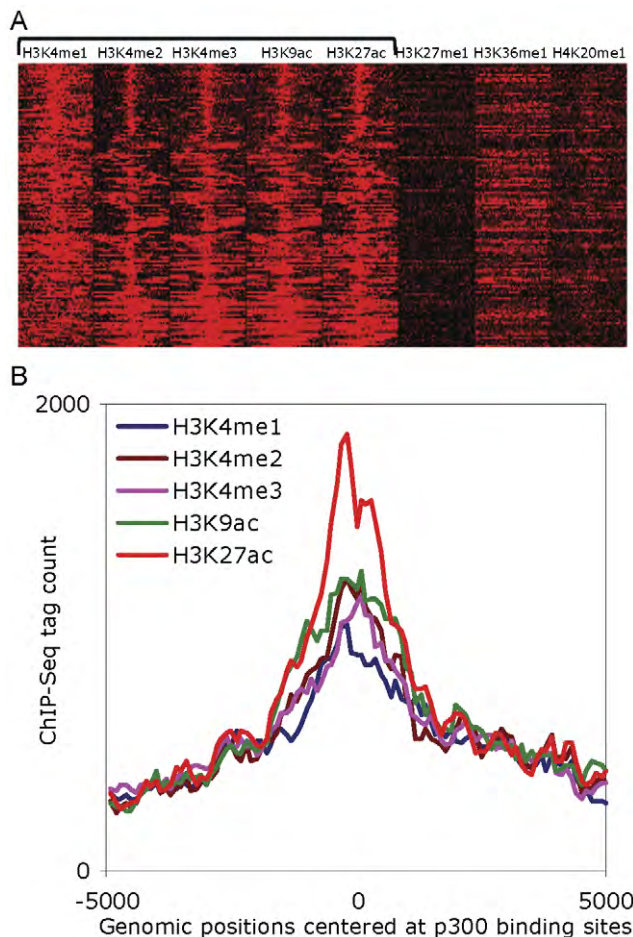 A
H3K4me1 H3K4me2 H3K4me3 H3K9ac H3K27ac H3K27me1 H3K36me1 H4K20me1
B
2000
H3K4me1
H3K4me2
H3K4me3
H3K9ac
H3K27ac
ChIP-Seq tag count
0
-5000 0 5000
Genomic positions centered at p300 binding sites